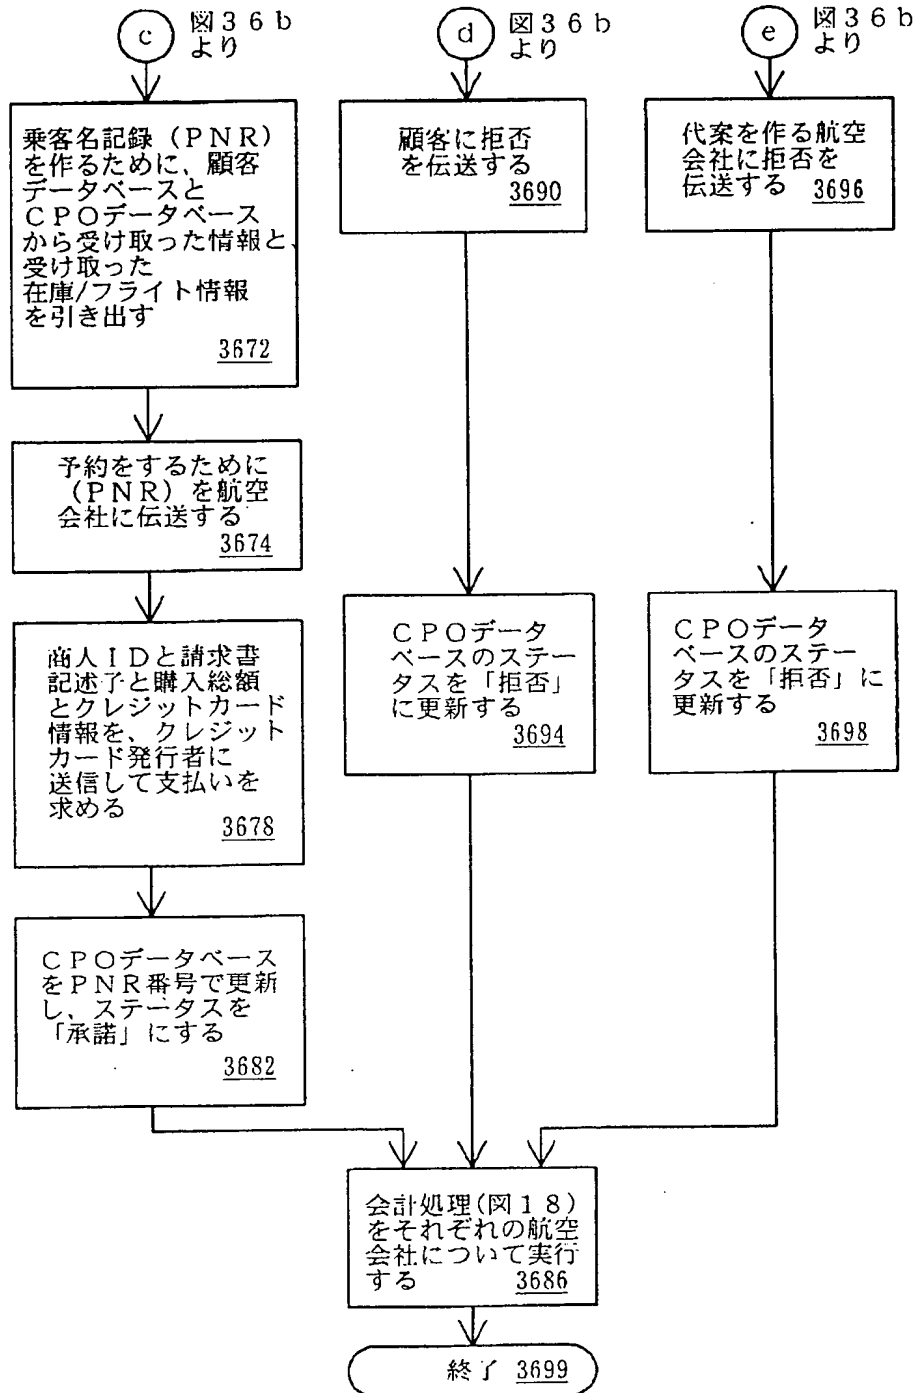 c
図36b
より
d
図36b
より
e
図36b
より
乗客名記録(PNR)
を作るために、顧客
データベースと
CPOデータベース
から受け取った情報と、
受け取った
在庫/フライト情報
を引き出す
3672
顧客に拒否
を伝送する
3690
代案を作る航空
会社に拒否を
伝送する 3696
予約をするために
(PNR)を航空
会社に伝送する
3674
商人IDと請求書
記述子と購入総額
とクレジットカード
情報を、クレジット
カード発行者に
送信して支払いを
求める
3678
CPOデータ
ベースのステー
タスを「拒否」
に更新する
3694
CPOデータ
ベースのステー
タスを「拒否」に
更新する
3698
CPOデータベース
をPNR番号で更新
し、ステータスを
「承諾」にする
3682
会計処理(図18)
をそれぞれの航空
会社について実行
する 3686
終了 3699